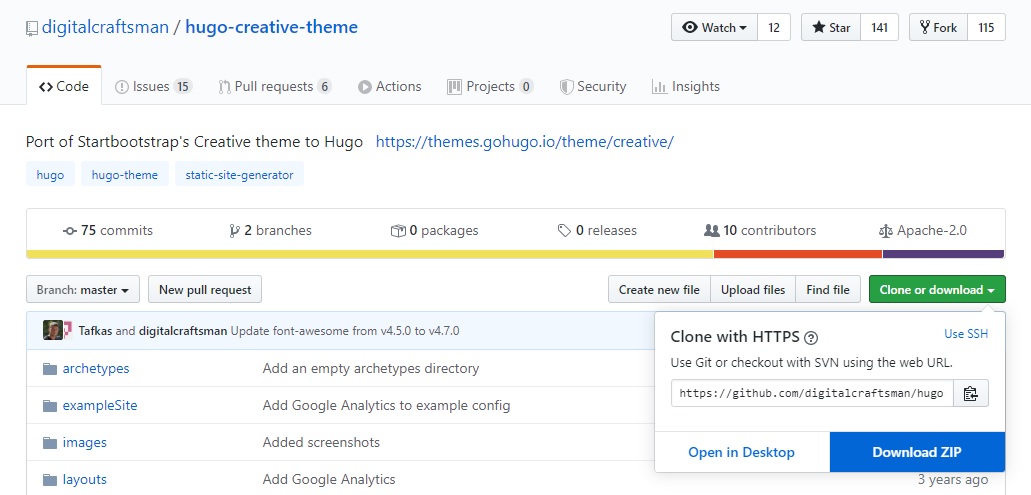 digitalcraftsman / hugo-creative-theme
Watch 12 Star 141 Fork 115
Code Issues 15 Pull requests 6 Actions Projects 0 Security Insights
Port of Startbootstrap's Creative theme to Hugo https://themes.gohugo.io/theme/creative/
hugo hugo-theme static-site-generator
75 commits 2 branches 0 packages 0 releases 10 contributors Apache-2.0
Branch: master New pull request Create new file Upload files Find file Clone or download
Tafkas and digitalcraftsman Update font-awesome from v4.5.0 to v4.7.0
archetypes Add an empty archetypes directory
exampleSite Add Google Analytics to example config
images Added screenshots
layouts Add Google Analytics
Clone with HTTPS Use SSH
Use Git or checkout with SVN using the web URL.
https://github.com/digitalcraftsman/hugo
Open in Desktop Download ZIP
3 years ago